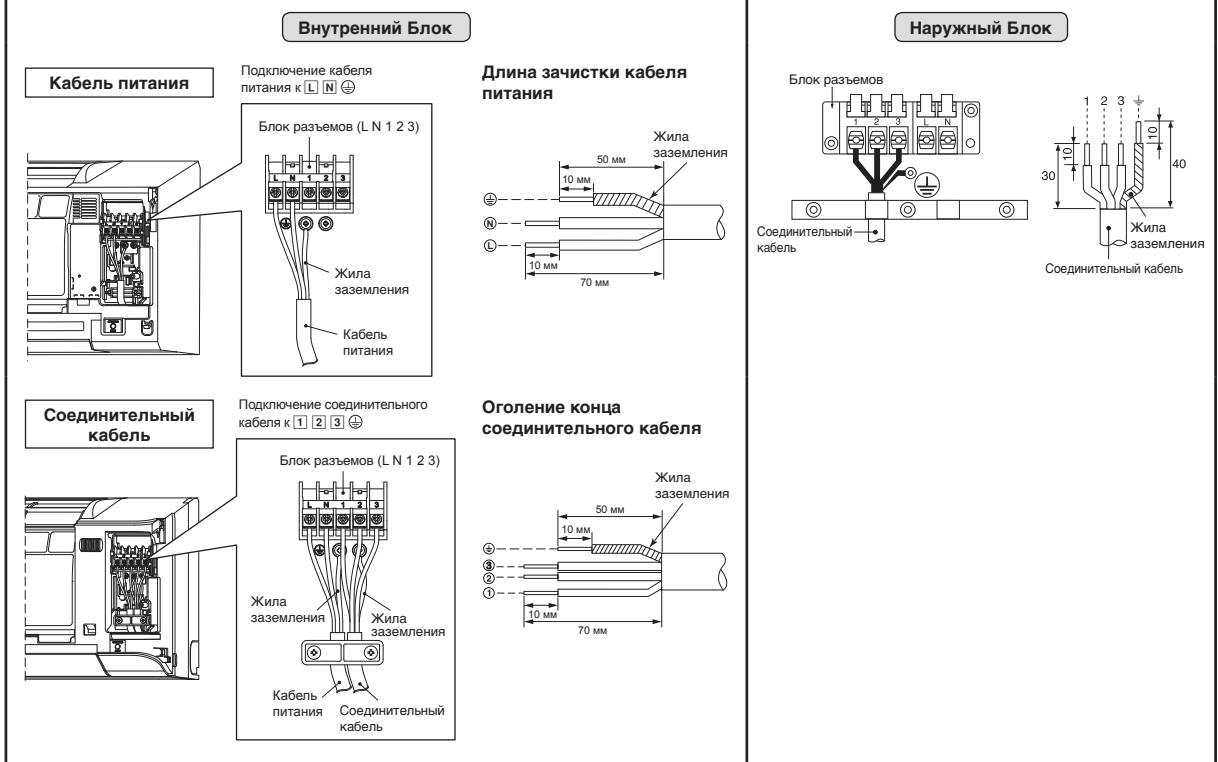 Внутренний Блок
Кабель питания
Подключение кабеля
питания к L N ⏚
Блок разъемов (L N 1 2 3)
L N 1 2 3
Жила
заземления
Кабель
питания
Длина зачистки кабеля
питания
Жила
заземления
50 мм
10 мм
⏚
N
L
10 мм
70 мм
Соединительный
кабель
Подключение соединительного
кабеля к 1 2 3 ⏚
Блок разъемов (L N 1 2 3)
L N 1 2 3
Жила
заземления
Жила
заземления
Кабель
питания
Соединительный
кабель
Оголение конца
соединительного кабеля
Жила
заземления
50 мм
10 мм
⏚
3
2
1
10 мм
70 мм
Наружный Блок
Блок разъемов
1 2 3 L N
⏚
Соединительный
кабель
1 2 3 ⏚
10
10
30
40
Жила
заземления
Соединительный кабель